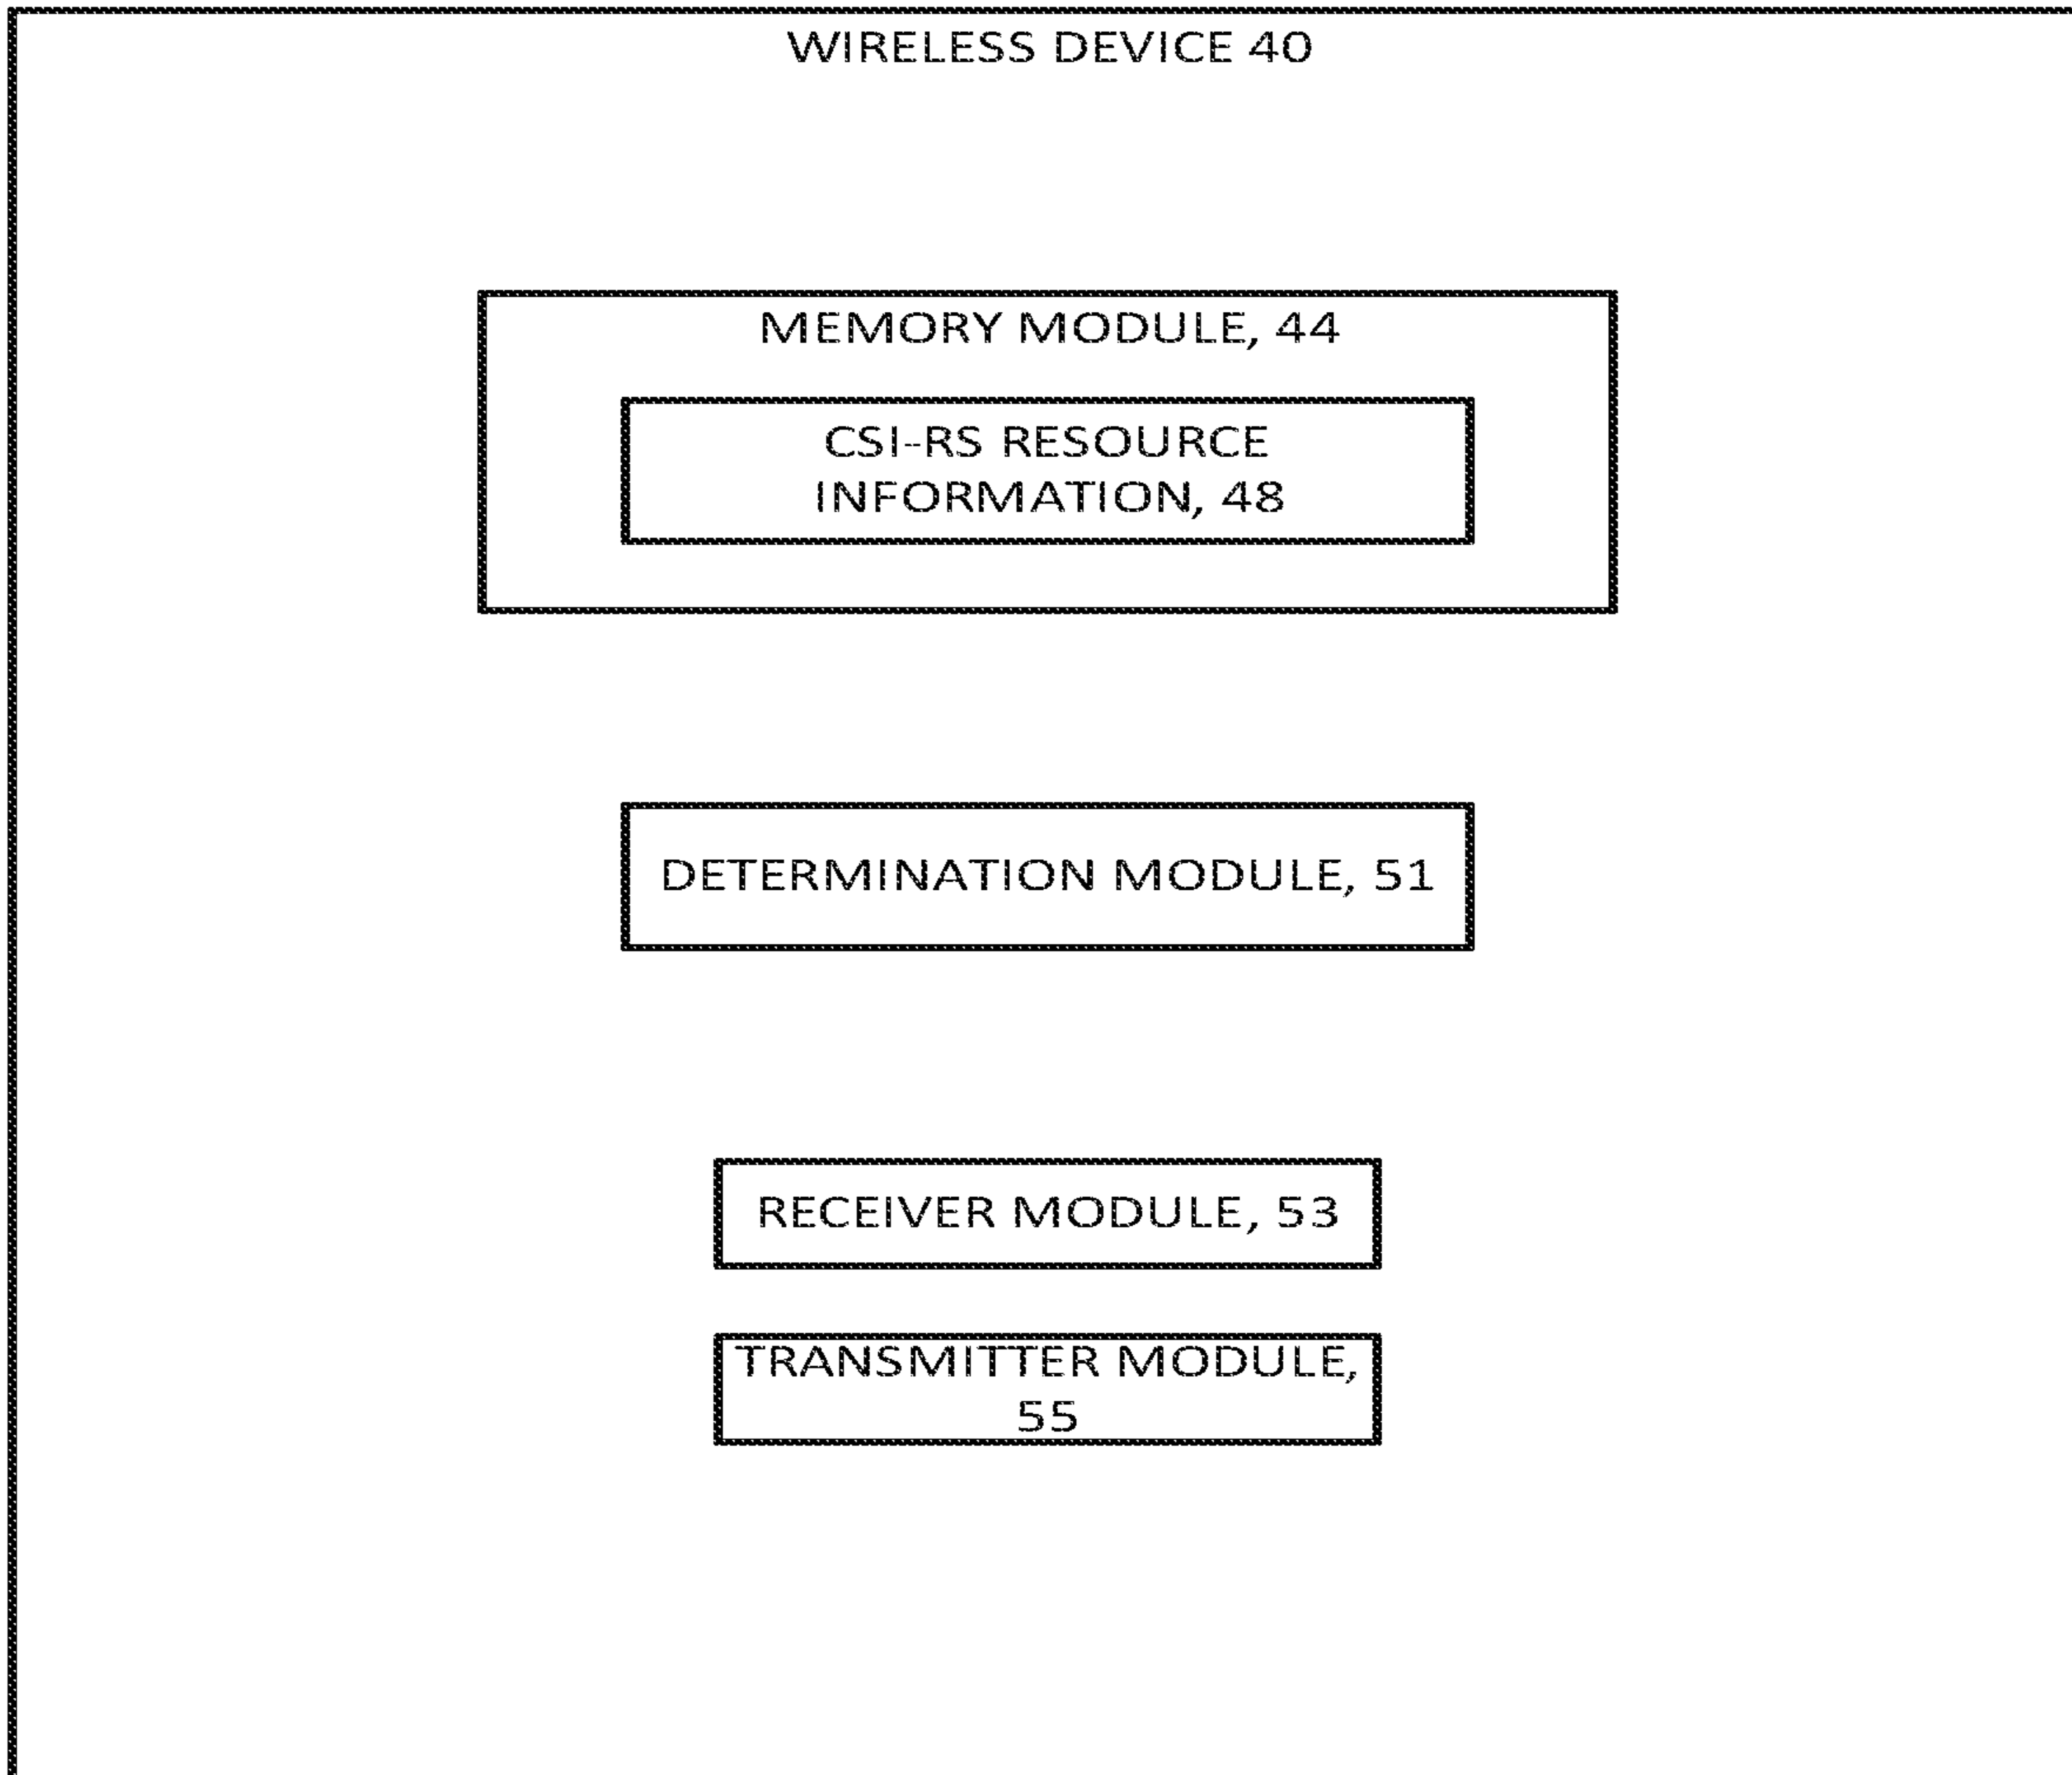 WIRELESS DEVICE 40
MEMORY MODULE, 44
CSI-RS RESOURCE
INFORMATION, 48
DETERMINATION MODULE, 51
RECEIVER MODULE, 53
TRANSMITTER MODULE,
55